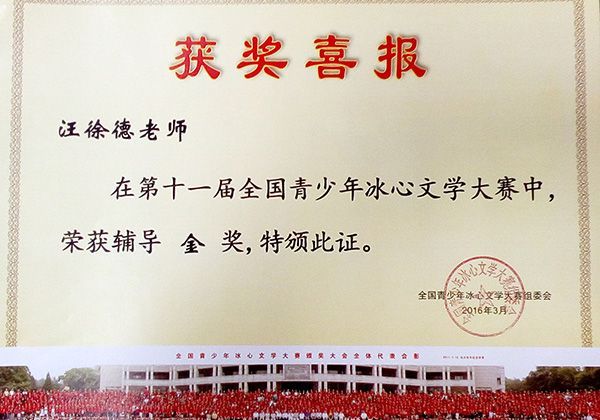 获奖喜报
汪徐德老师
在第十一届全国青少年冰心文学大赛中,
荣获辅导 金 奖,特颁此证。
全国青少年冰心文学大赛组委会
2016年3月
全国青少年冰心文学大赛颁奖大会全体代表合影